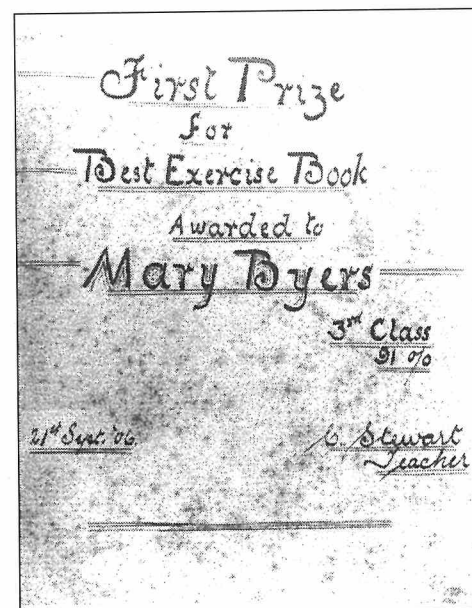 First Prize
for
Best Exercise Book
Awarded to
Mary Byers
3rd Class
91 %
21st Sept. '06.
C. Stewart
Teacher